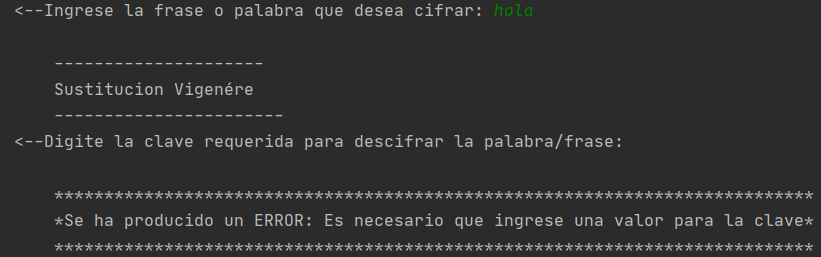 <--Ingrese la frase o palabra que desea cifrar: hola
---------------------
Sustitucion Vigenére
-----------------------
<--Digite la clave requerida para descifrar la palabra/frase:
****************************************************************************
*Se ha producido un ERROR: Es necesario que ingrese una valor para la clave*
****************************************************************************